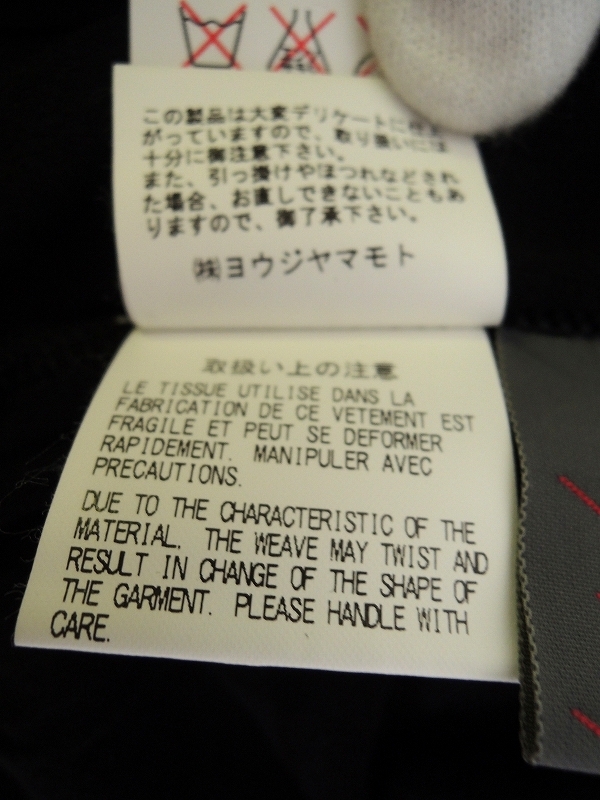 この製品は大変デリケートに仕上
がっていますので、取り扱いには
十分に御注意下さい。
また、引っ掛けやほつれなどされ
た場合、お直しできないこともあ
りますので、御了承下さい。
㈱ヨウジヤマモト
取扱い上の注意
LE TISSUE UTILISE DANS LA
FABRICATION DE CE VETEMENT EST
FRAGILE ET PEUT SE DEFORMER
RAPIDEMENT. MANIPULER AVEC
PRECAUTIONS.
DUE TO THE CHARACTERISTIC OF THE
MATERIAL. THE WEAVE MAY TWIST AND
RESULT IN CHANGE OF THE SHAPE OF
THE GARMENT. PLEASE HANDLE WITH
CARE.